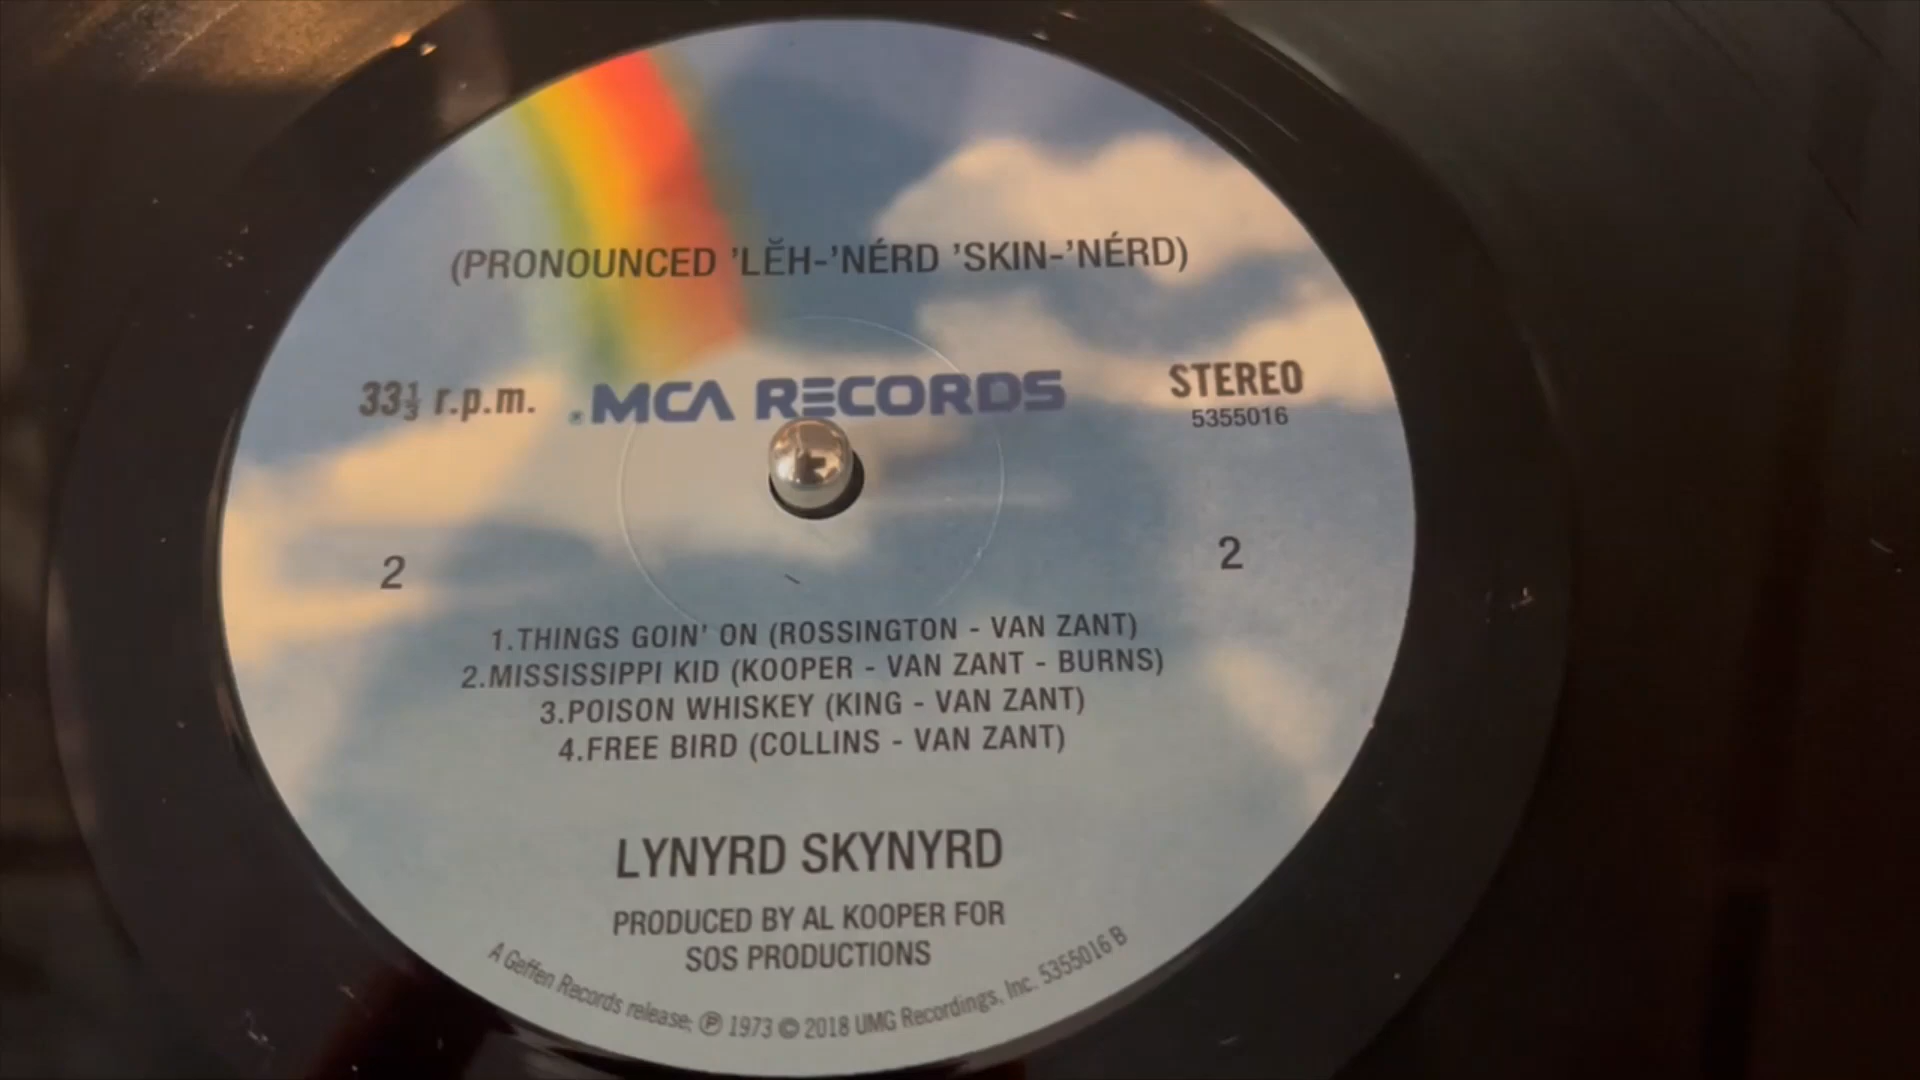 (PRONOUNCED 'LĔH-'NÉRD 'SKIN-'NÉRD)
33⅓ r.p.m.
®MCA RECORDS
STEREO
5355016
2
2
1.THINGS GOIN' ON (ROSSINGTON - VAN ZANT)
2.MISSISSIPPI KID (KOOPER - VAN ZANT - BURNS)
3.POISON WHISKEY (KING - VAN ZANT)
4.FREE BIRD (COLLINS - VAN ZANT)
LYNYRD SKYNYRD
PRODUCED BY AL KOOPER FOR
SOS PRODUCTIONS
A Geffen Records release; ℗ 1973 © 2018 UMG Recordings, Inc. 5355016 B